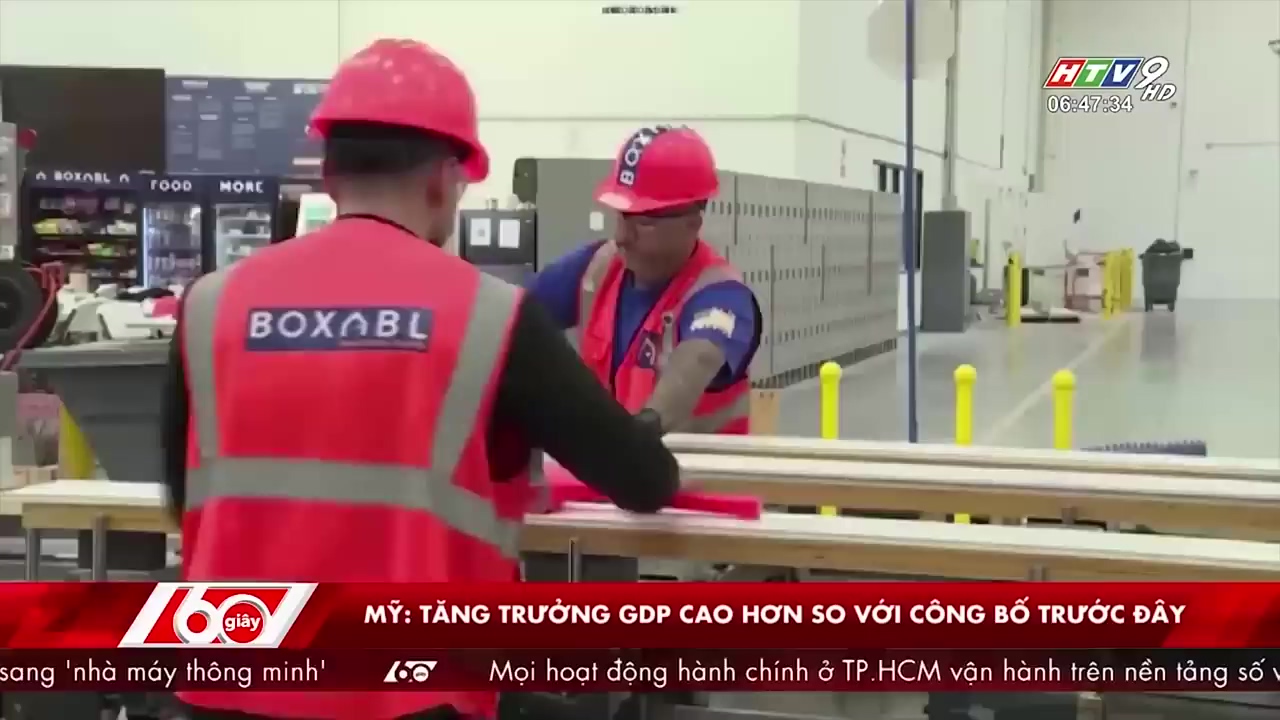 HTV9
HD
06:47:34
BOXABL
FOOD
MORE
BOX
BOXABL
60 giây
MỸ: TĂNG TRƯỞNG GDP CAO HƠN SO VỚI CÔNG BỐ TRƯỚC ĐÂY
sang 'nhà máy thông minh'
60 giây
Mọi hoạt động hành chính ở TP.HCM vận hành trên nền tảng số v